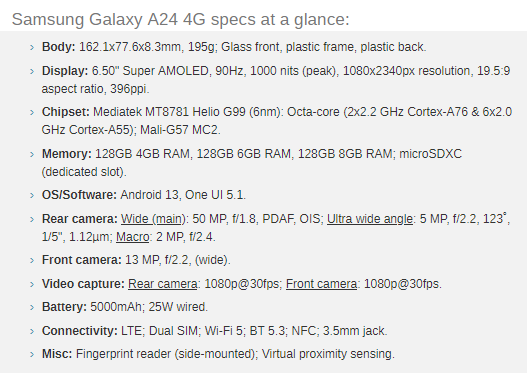 Samsung Galaxy A24 4G specs at a glance:
Body: 162.1x77.6x8.3mm, 195g; Glass front, plastic frame, plastic back.
Display: 6.50" Super AMOLED, 90Hz, 1000 nits (peak), 1080x2340px resolution, 19.5:9
aspect ratio, 396ppi.
Chipset: Mediatek MT8781 Helio G99 (6nm): Octa-core (2x2.2 GHz Cortex-A76 & 6x2.0
GHz Cortex-A55); Mali-G57 MC2.
Memory: 128GB 4GB RAM, 128GB 6GB RAM, 128GB 8GB RAM; microSDXC
(dedicated slot).
OS/Software: Android 13, One UI 5.1.
Rear camera: Wide (main): 50 MP, f/1.8, PDAF, OIS; Ultra wide angle: 5 MP, f/2.2, 123˚,
1/5", 1.12µm; Macro: 2 MP, f/2.4.
Front camera: 13 MP, f/2.2, (wide).
Video capture: Rear camera: 1080p@30fps; Front camera: 1080p@30fps.
Battery: 5000mAh; 25W wired.
Connectivity: LTE; Dual SIM; Wi-Fi 5; BT 5.3; NFC; 3.5mm jack.
Misc: Fingerprint reader (side-mounted); Virtual proximity sensing.